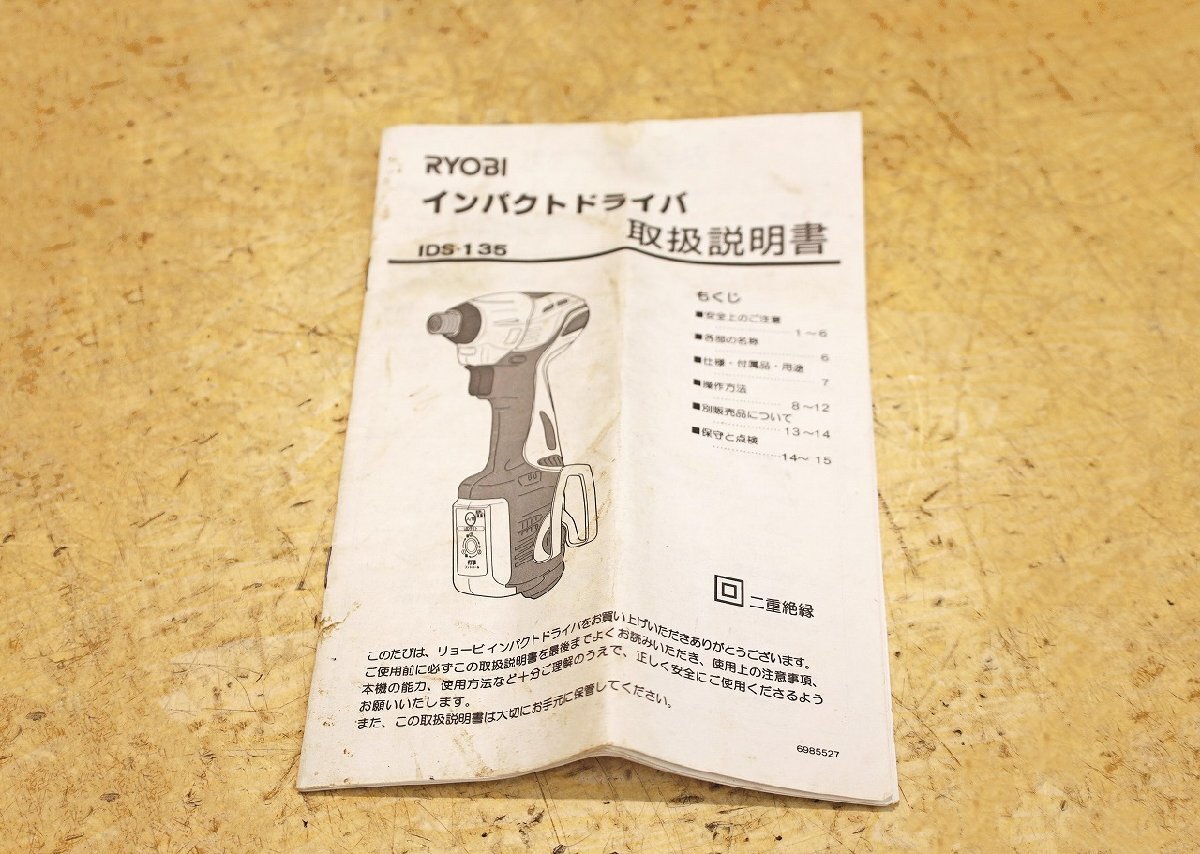 RYOBI
インパクトドライバ
取扱説明書
IDS-135
もくじ
■安全上のご注意
1〜6
■各部の名称
6
■仕様・付属品・用途
7
■操作方法
8〜12
■別販売品について
13〜14
■保守と点検
14〜15
二重絶縁
このたびは、リョービインパクトドライバをお買い上げいただきありがとうございます。
ご使用前に必ずこの取扱説明書を最後までよくお読みいただき、使用上の注意事項、
本機の能力、使用方法など十分ご理解のうえで、正しく安全にご使用くださるよう
お願いいたします。
また、この取扱説明書は大切にお手元に保管してください。
6985527